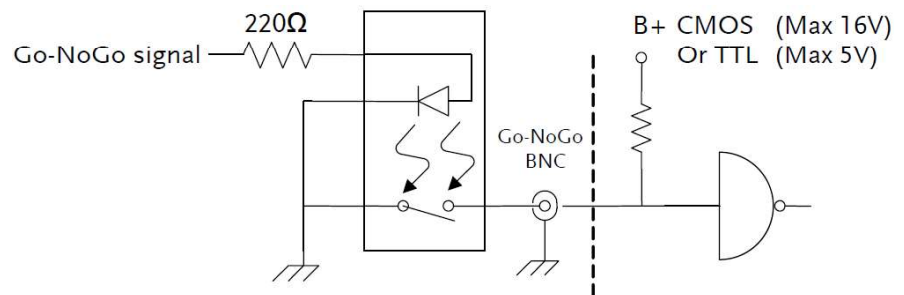 220Ω
Go-NoGo signal
B+ CMOS (Max 16V)
Or TTL (Max 5V)
Go-NoGo
BNC